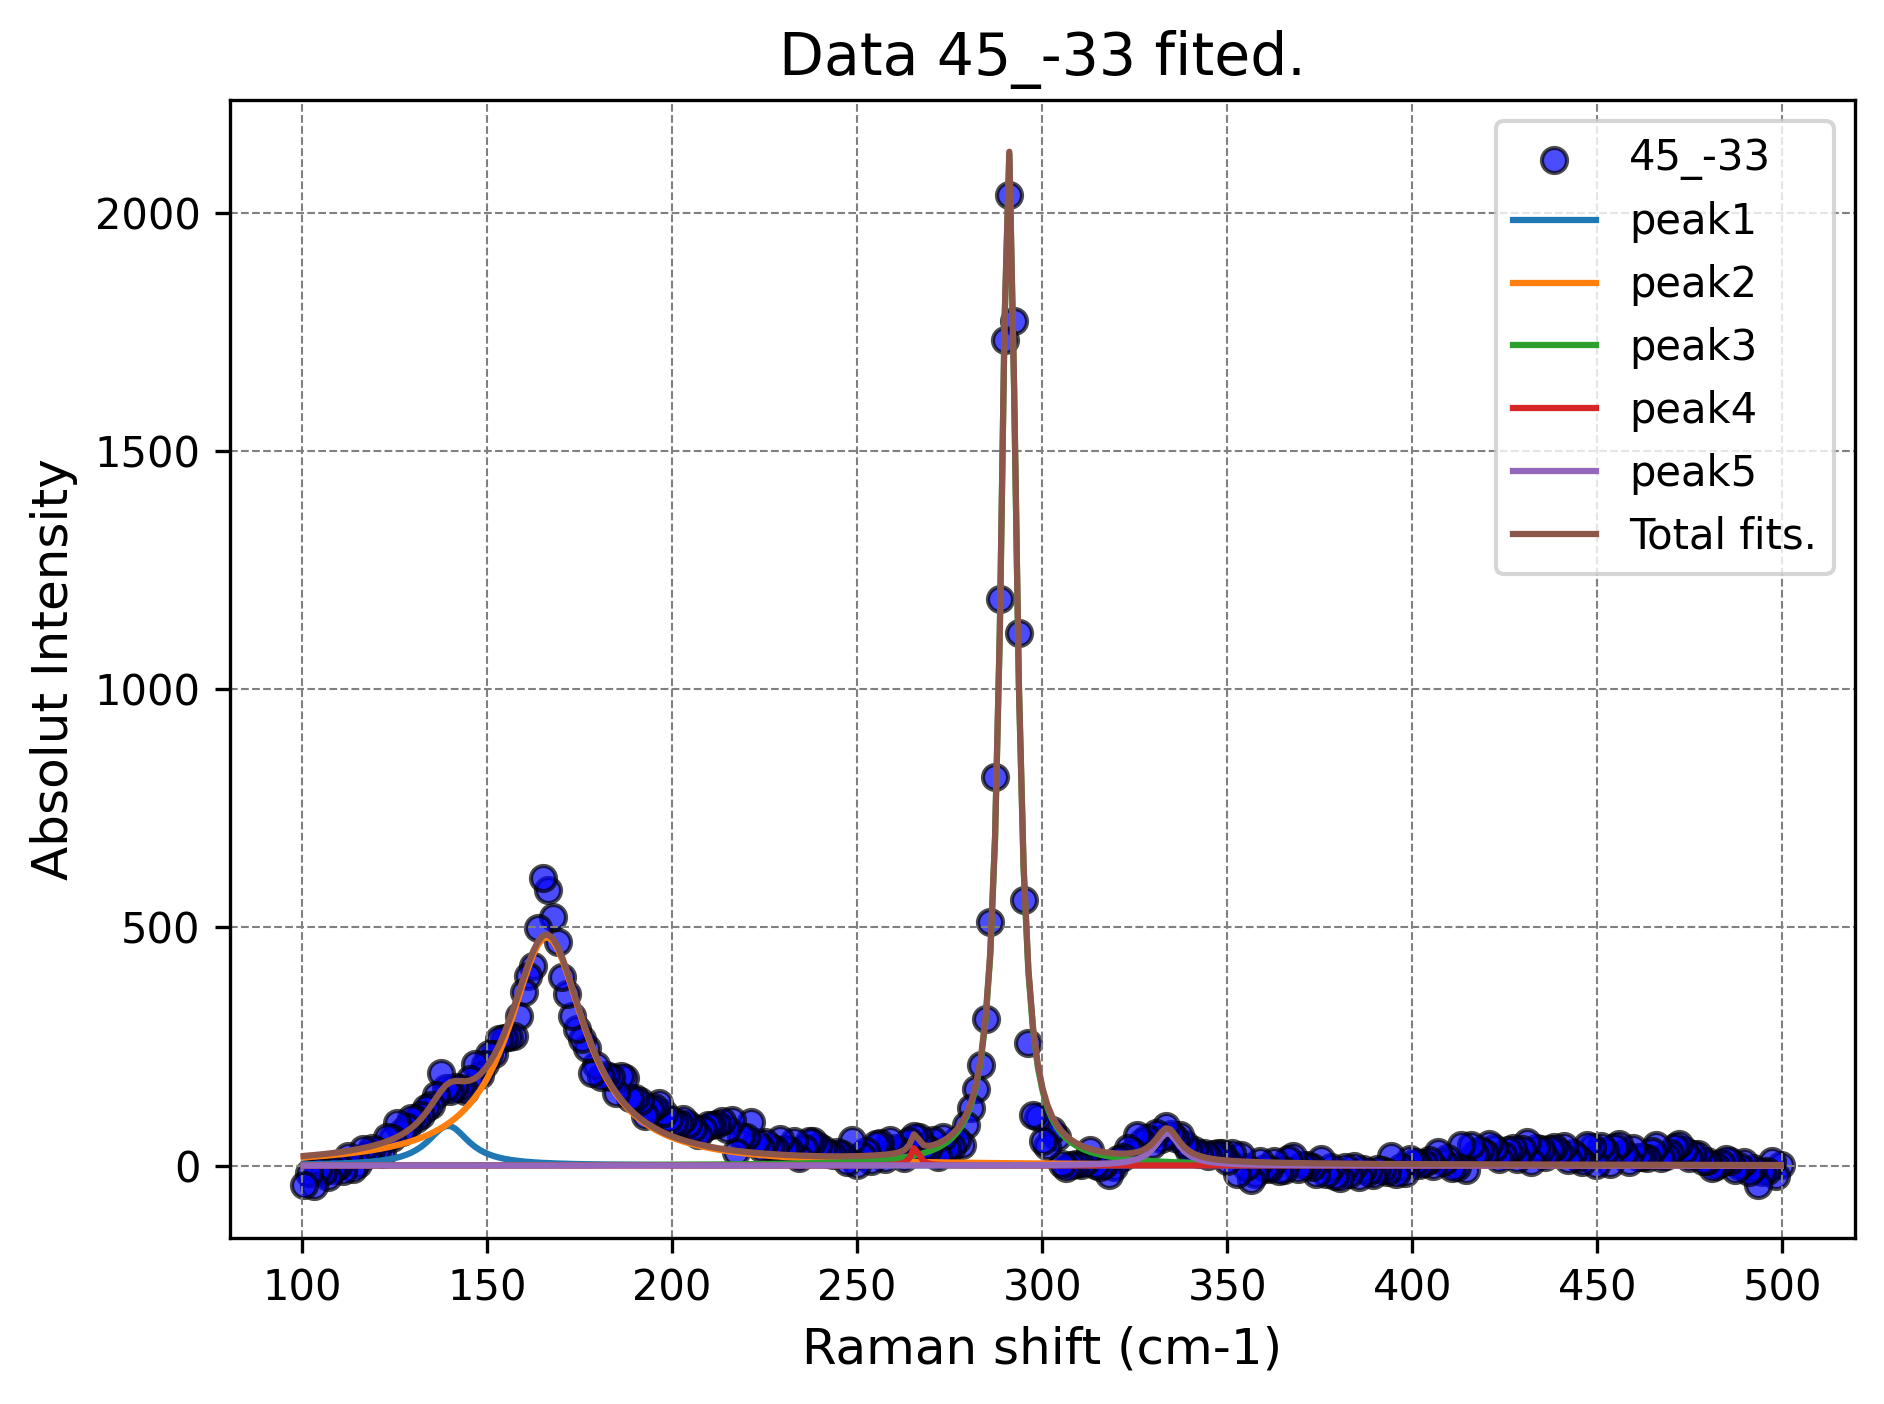 Data 45_-33 fited.
45_-33
peak1
peak2
peak3
peak4
peak5
Total fits.
Absolut Intensity
2000
1500
1000
500
0
100 150 200 250 300 350 400 450 500
Raman shift (cm-1)